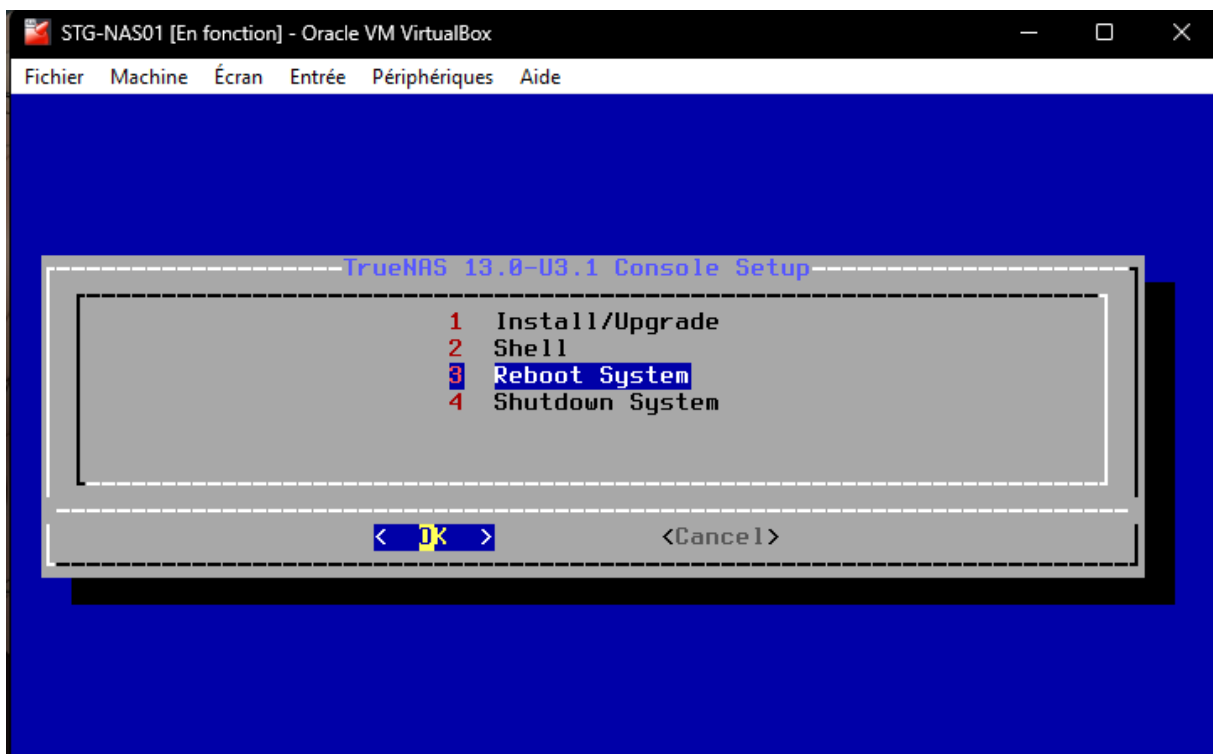 STG-NAS01 [En fonction] - Oracle VM VirtualBox
Fichier Machine Écran Entrée Périphériques Aide
TrueNAS 13.0-U3.1 Console Setup
1 Install/Upgrade
2 Shell
3 Reboot System
4 Shutdown System
< OK > <Cancel>